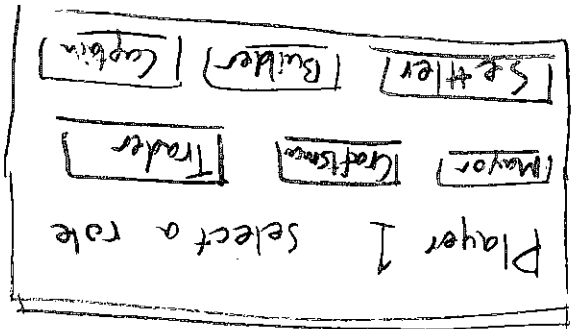 Player 1 select a role
Mayor Craftsman Trader
Settler Builder Captain